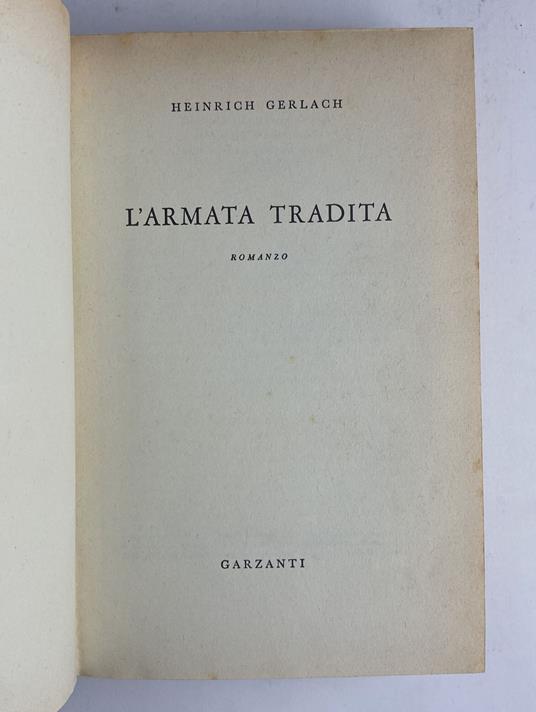 HEINRICH GERLACH
L'ARMATA TRADITA
ROMANZO
GARZANTI